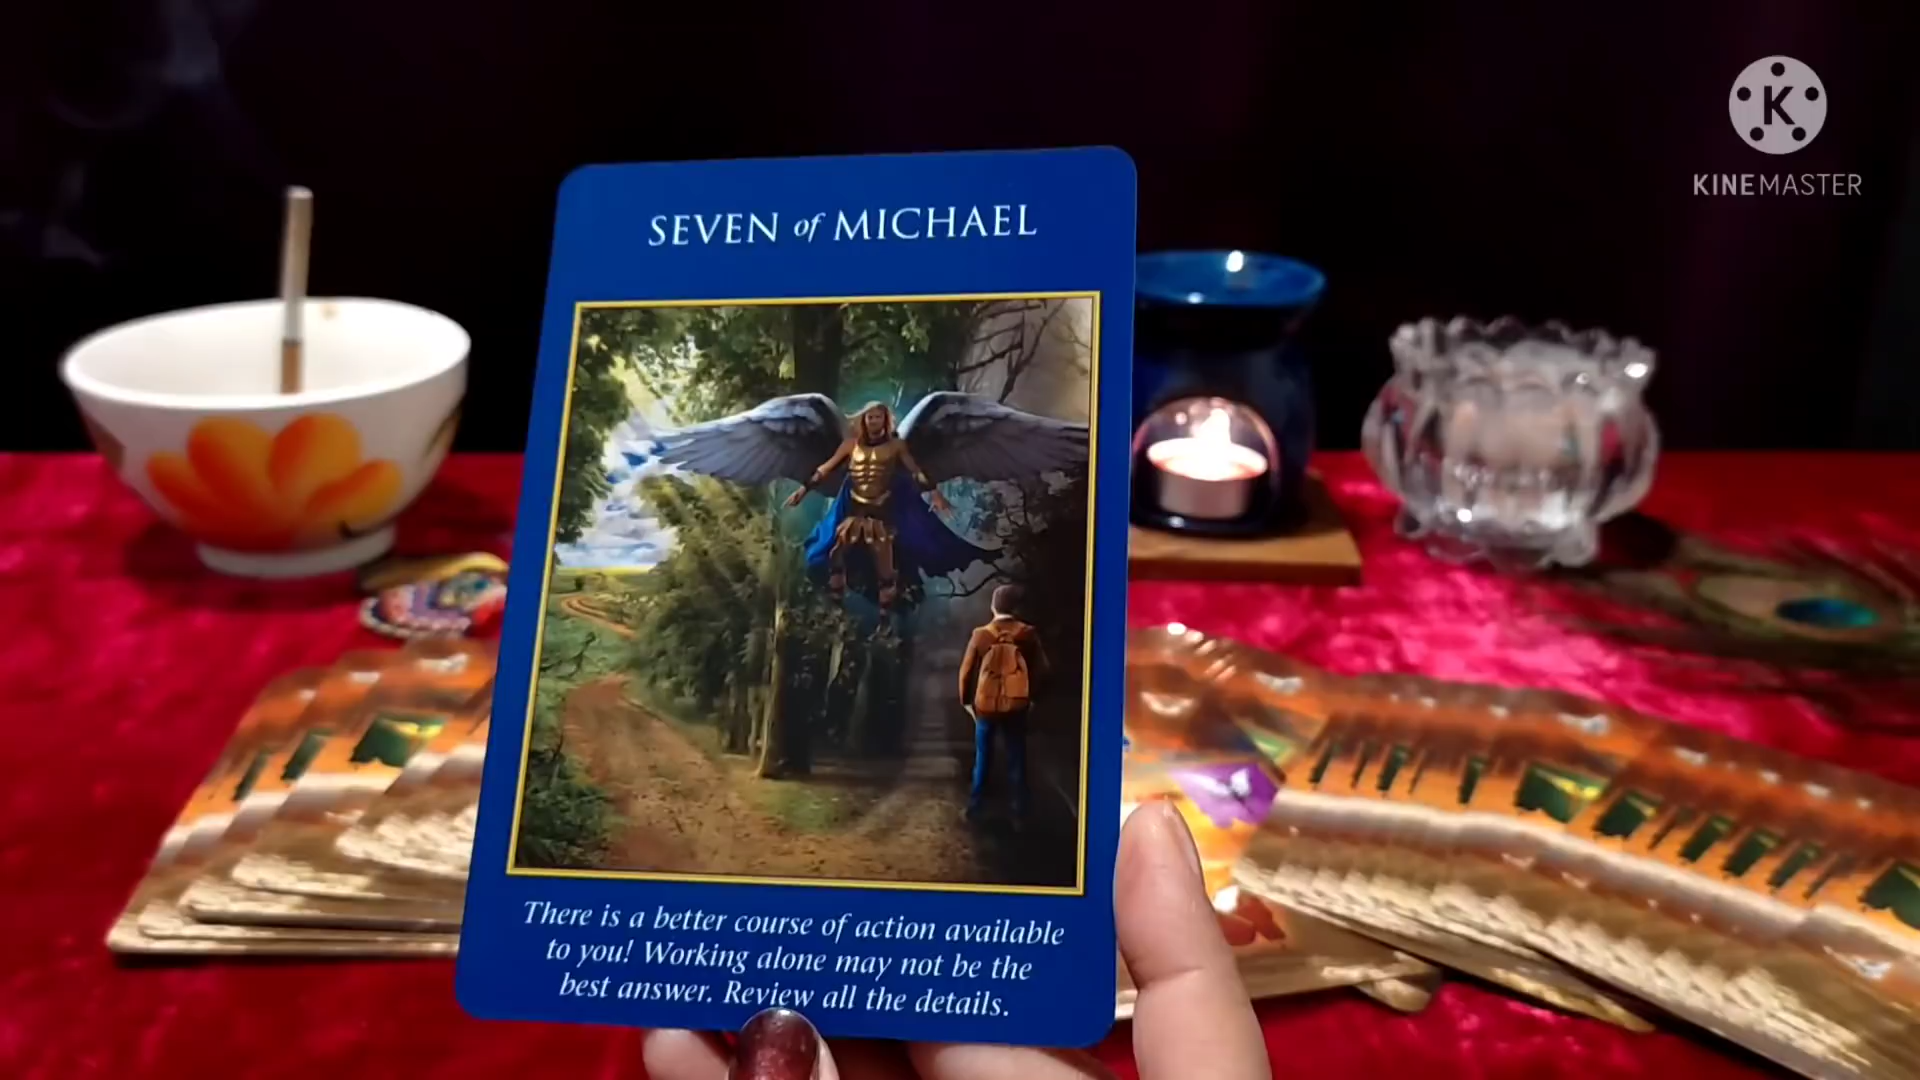 K
KINEMASTER
SEVEN of MICHAEL
There is a better course of action available
to you! Working alone may not be the
best answer. Review all the details.